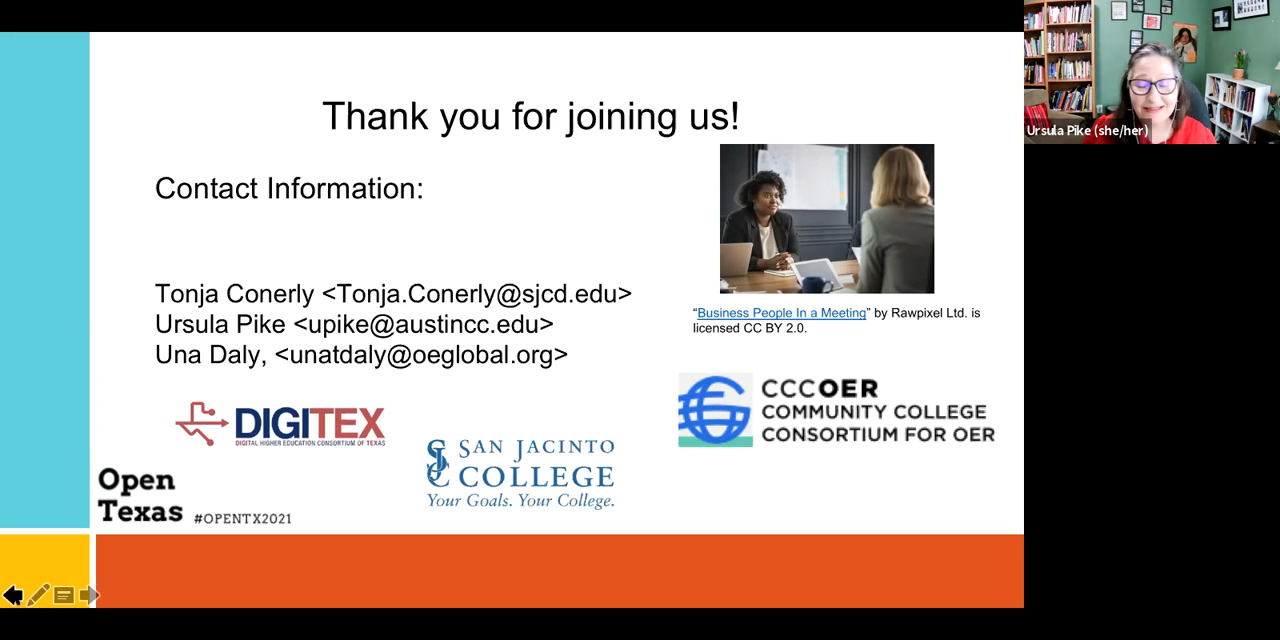 Thank you for joining us!
Contact Information:
Tonja Conerly <Tonja.Conerly@sjcd.edu>
Ursula Pike <upike@austincc.edu>
Una Daly, <unatdaly@oeglobal.org>
“Business People In a Meeting” by Rawpixel Ltd. is
licensed CC BY 2.0.
DIGITEX
DIGITAL HIGHER EDUCATION CONSORTIUM OF TEXAS
SAN JACINTO
COLLEGE
Your Goals. Your College.
CCCOER
COMMUNITY COLLEGE
CONSORTIUM FOR OER
Open
Texas
#OPENTX2021
Ursula Pike (she/her)